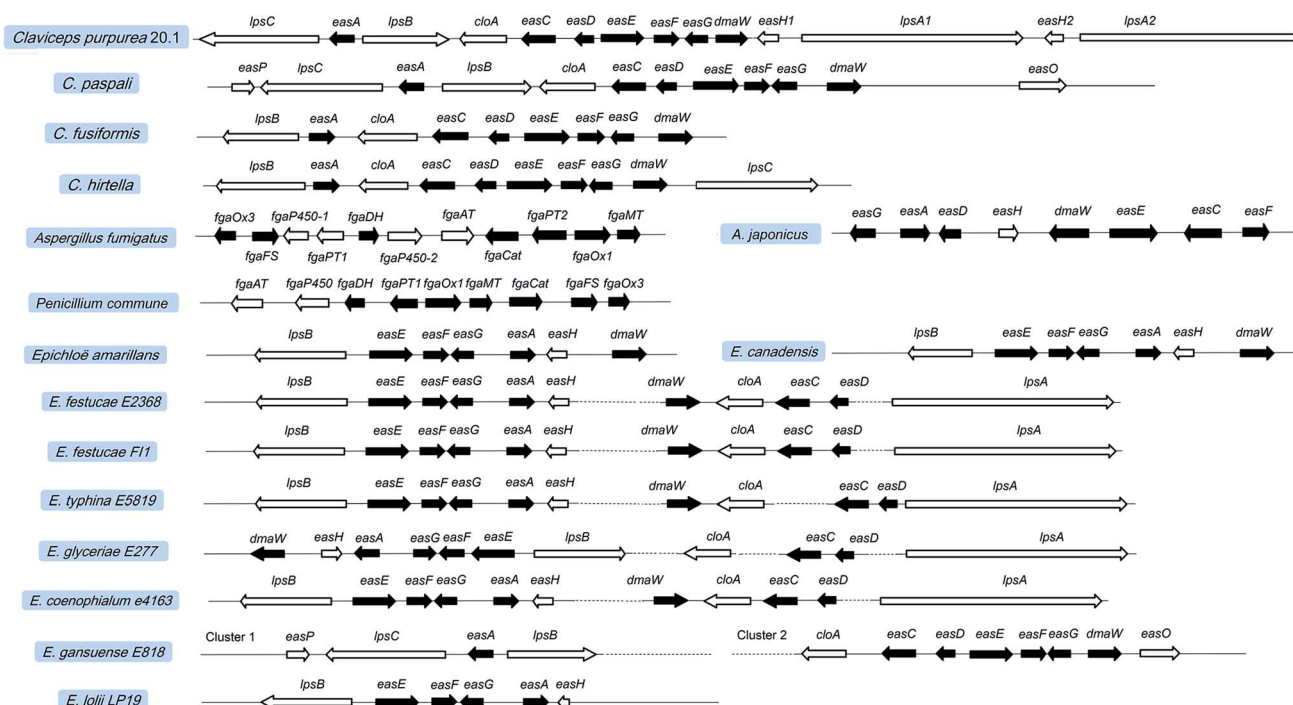 lpsC easA lpsB cloA easC easD easE easF easG dmaW easH1 lpsA1 easH2 lpsA2
Claviceps purpurea 20.1
easP lpsC easA lpsB cloA easC easD easE easF easG dmaW easO
C. paspali
lpsB easA cloA easC easD easE easF easG dmaW
C. fusiformis
lpsB easA cloA easC easD easE easF easG dmaW lpsC
C. hirtella
fgaOx3 fgaP450-1 fgaDH fgaAT fgaPT2 fgaMT
Aspergillus fumigatus
fgaFS fgaPT1 fgaP450-2 fgaCat fgaOx1
easG easA easD easH dmaW easE easC easF
A. japonicus
fgaAT fgaP450 fgaDH fgaPT1 fgaOx1 fgaMT fgaCat fgaFS fgaOx3
Penicillium commune
lpsB easE easF easG easA easH dmaW
Epichloë amarillans
lpsB easE easF easG easA easH dmaW
E. canadensis
lpsB easE easF easG easA easH dmaW cloA easC easD lpsA
E. festucae E2368
lpsB easE easF easG easA easH dmaW cloA easC easD lpsA
E. festucae Fl1
lpsB easE easF easG easA easH dmaW cloA easC easD lpsA
E. typhina E5819
dmaW easH easA easG easF easE lpsB cloA easC easD lpsA
E. glyceriae E277
lpsB easE easF easG easA easH dmaW cloA easC easD lpsA
E. coenophialum e4163
Cluster 1 easP lpsC easA lpsB Cluster 2 cloA easC easD easE easF easG dmaW easO
E. gansuense E818
lpsB easE easF easG easA easH
E. lolii LP19